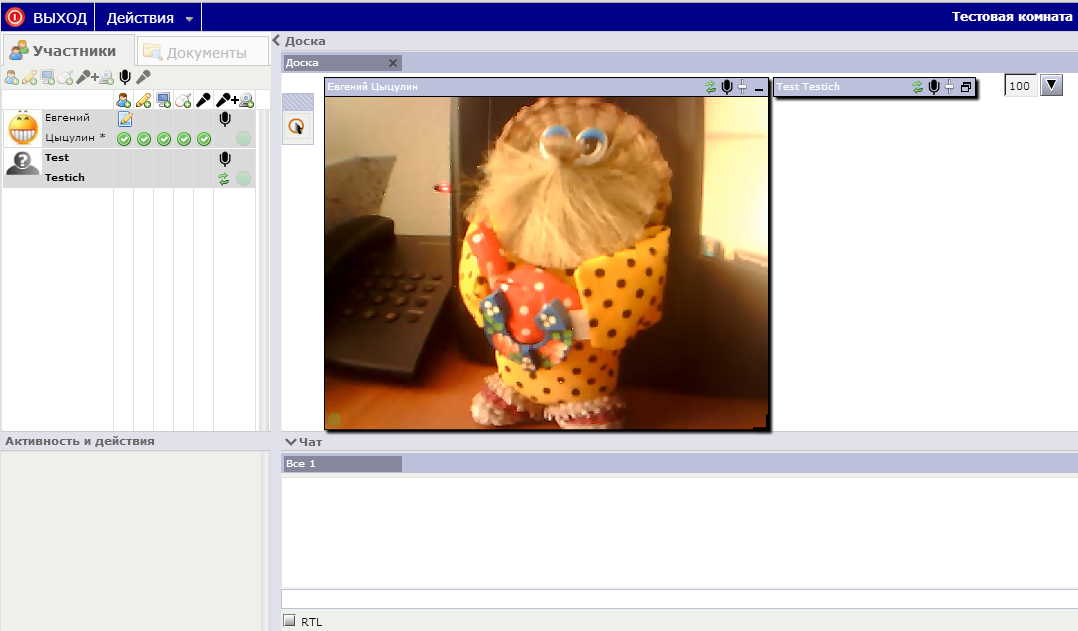 ВЫХОД Действия Тестовая комната
Участники Документы
Доска
Доска
Евгений Цыцулин Test Testich 100
Евгений
Цыцулин *
Test
Testich
Активность и действия
Чат
Все 1
RTL